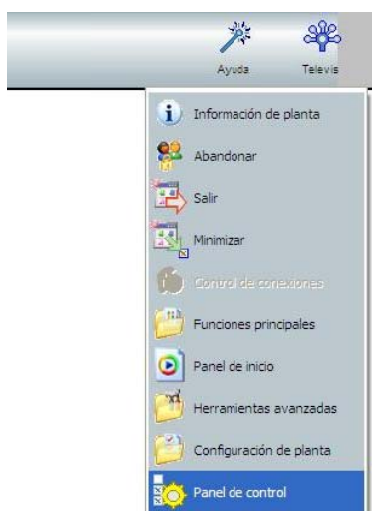 Ayuda
Televis
Información de planta
Abandonar
Salir
Minimizar
Control de conexiones
Funciones principales
Panel de inicio
Herramientas avanzadas
Configuración de planta
Panel de control